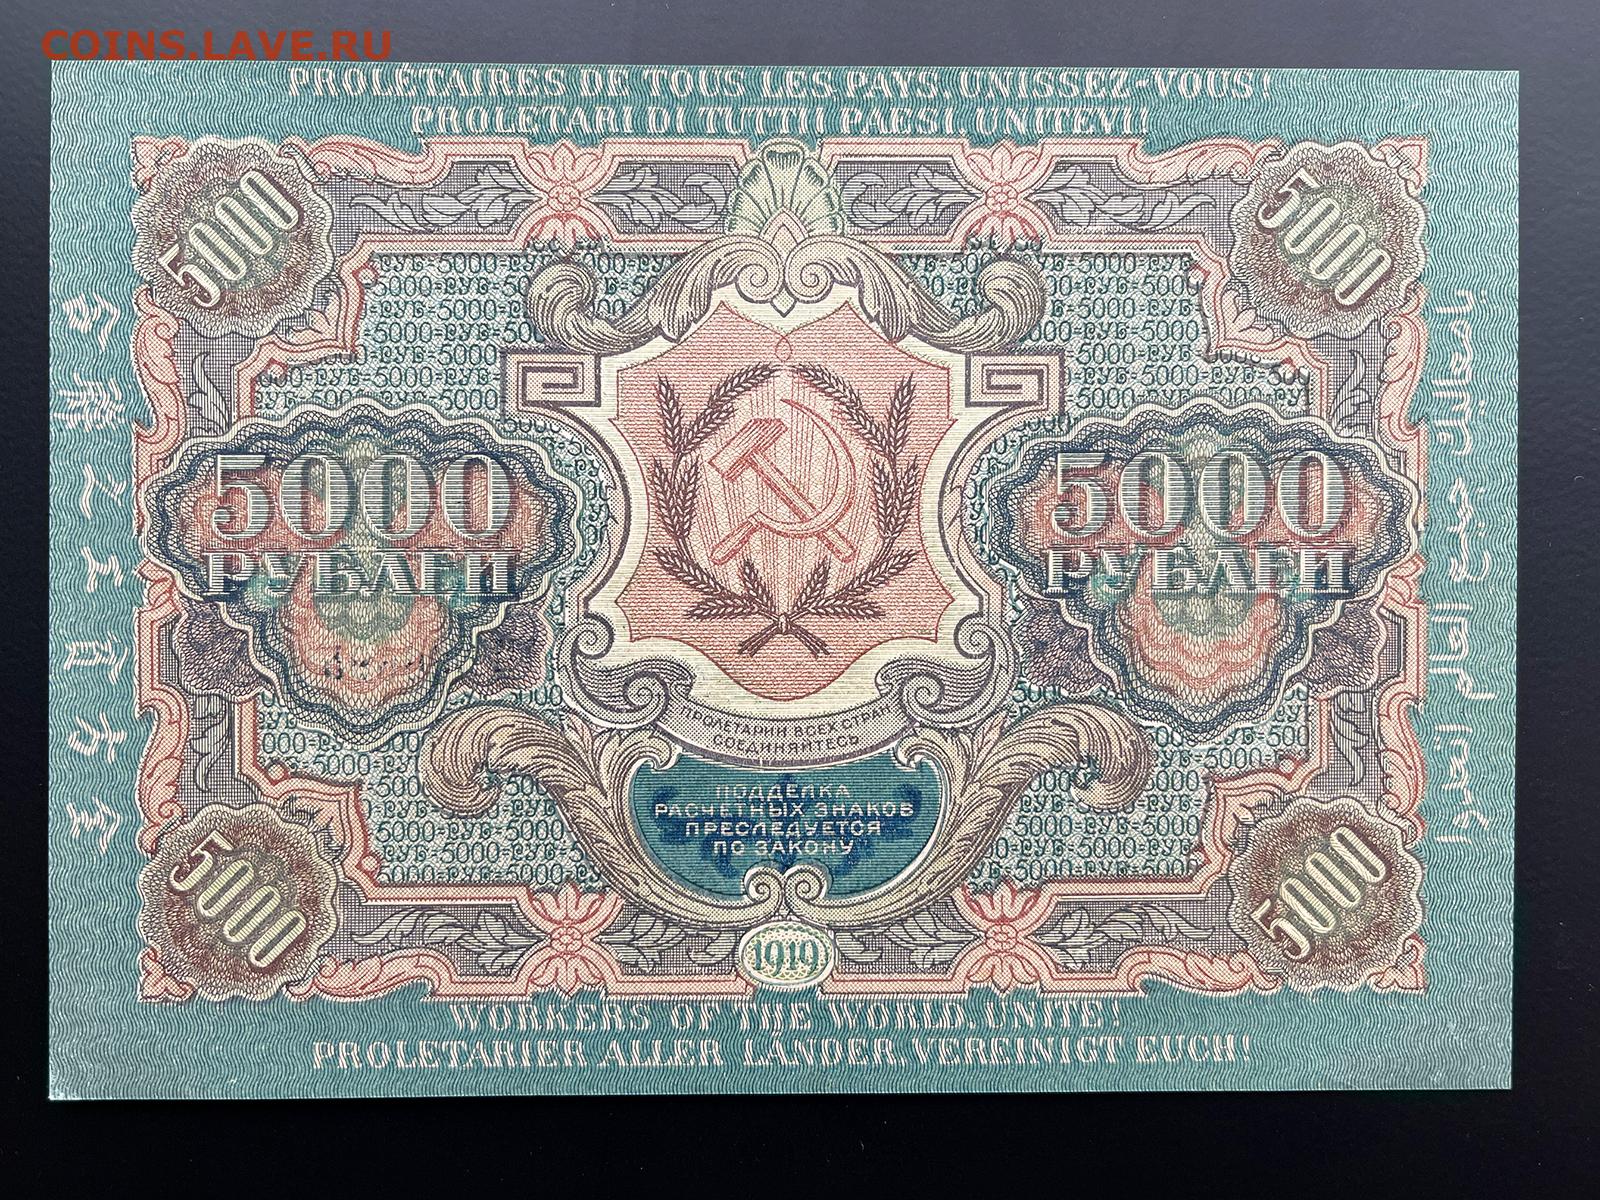 COINS.LAVE.RU
PROLÉTAIRES DE TOUS LES PAYS, UNISSEZ-VOUS!
PROLETARI DI TUTTI I PAESI, UNITEVI!
5000
5000
5000 5000
РУБЛЕЙ РУБЛЕЙ
ПРОЛЕТАРИИ ВСЕХ СТРАН
СОЕДИНЯЙТЕСЬ
ПОДДЕЛКА
РАСЧЕТНЫХ ЗНАКОВ
ПРЕСЛЕДУЕТСЯ
ПО ЗАКОНУ
5000
5000
1919
WORKERS OF THE WORLD, UNITE!
PROLETARIER ALLER LÄNDER, VEREINIGT EUCH!
العالم اتحدوا